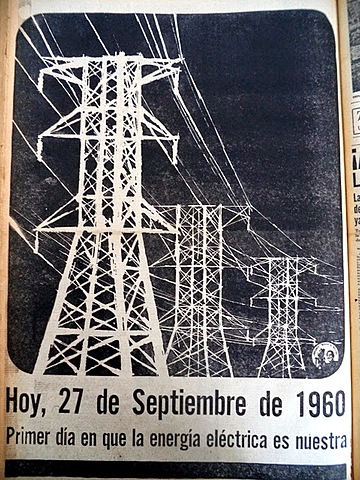 Hoy, 27 de Septiembre de 1960
Primer día en que la energía eléctrica es nuestra